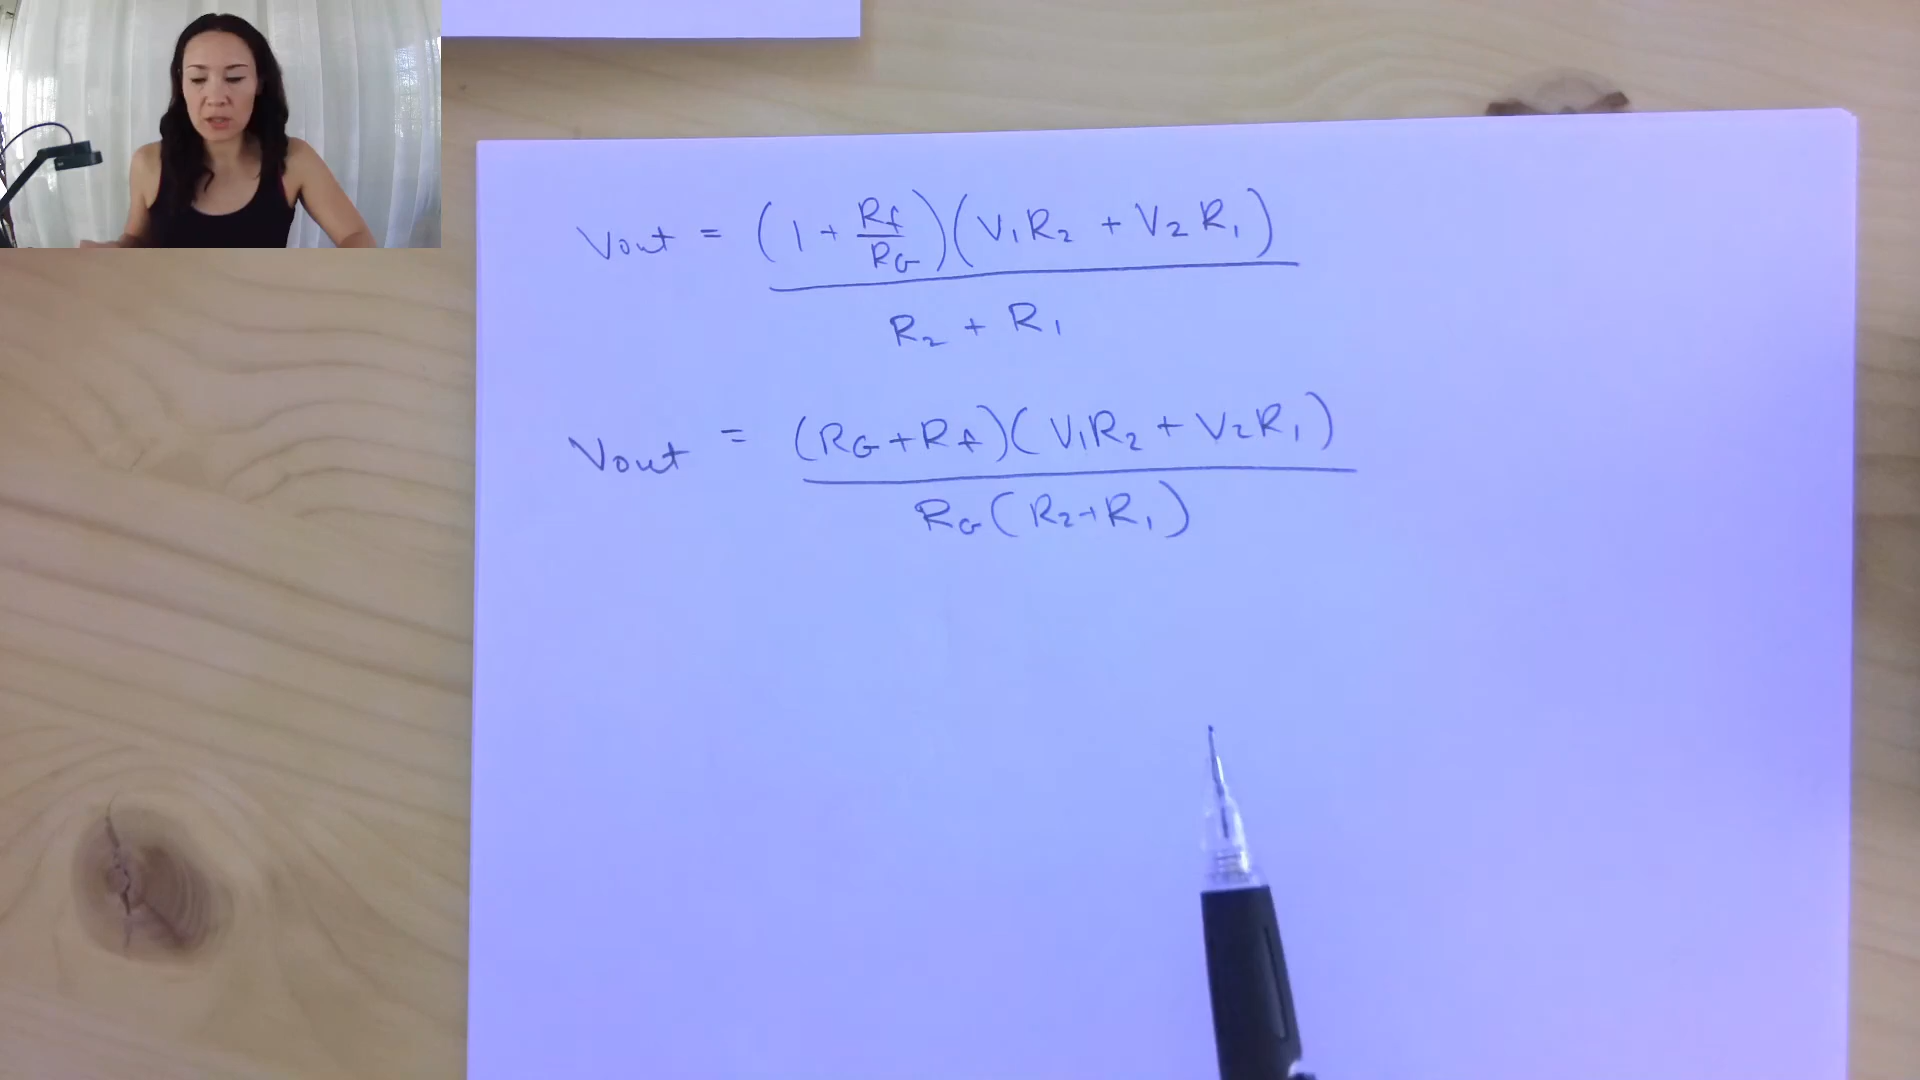 Vout = (1 + Rf/RG)(V1R2 + V2R1)
R2 + R1
Vout = (RG+Rf)(V1R2 + V2R1)
RG(R2+R1)